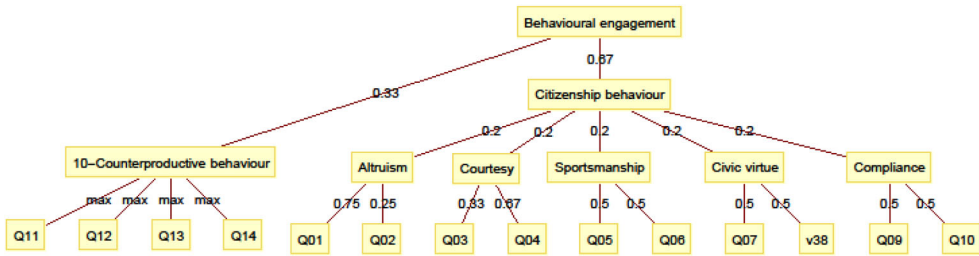 Behavioural engagement
0.33
0.67
Citizenship behaviour
0.2 0.2 0.2 0.2 0.2
10−Counterproductive behaviour
Altruism
Courtesy
Sportsmanship
Civic virtue
Compliance
max max max max
0.75 0.25 0.33 0.67 0.5 0.5 0.5 0.5 0.5 0.5
Q11 Q12 Q13 Q14 Q01 Q02 Q03 Q04 Q05 Q06 Q07 v38 Q09 Q10